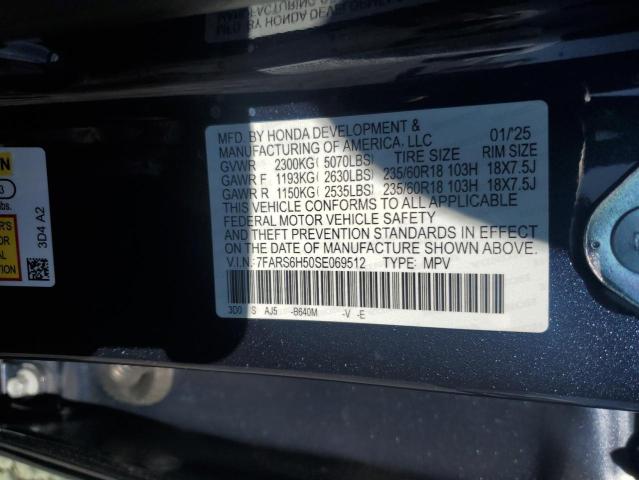 MFD. BY HONDA DEVELOPMENT &
MANUFACTURING OF AMERICA, LLC 01/'25
GVWR 2300KG( 5070LBS) TIRE SIZE RIM SIZE
GAWR F 1193KG( 2630LBS) 235/60R18 103H 18X7.5J
GAWR R 1150KG( 2535LBS) 235/60R18 103H 18X7.5J
THIS VEHICLE CONFORMS TO ALL APPLICABLE
FEDERAL MOTOR VEHICLE SAFETY
AND THEFT PREVENTION STANDARDS IN EFFECT
ON THE DATE OF MANUFACTURE SHOWN ABOVE.
V.I.N.: 7FARS6H50SE069512 TYPE: MPV
3D0 S AJ5 -B640M -V -E
3D4 A2
3
lbs.